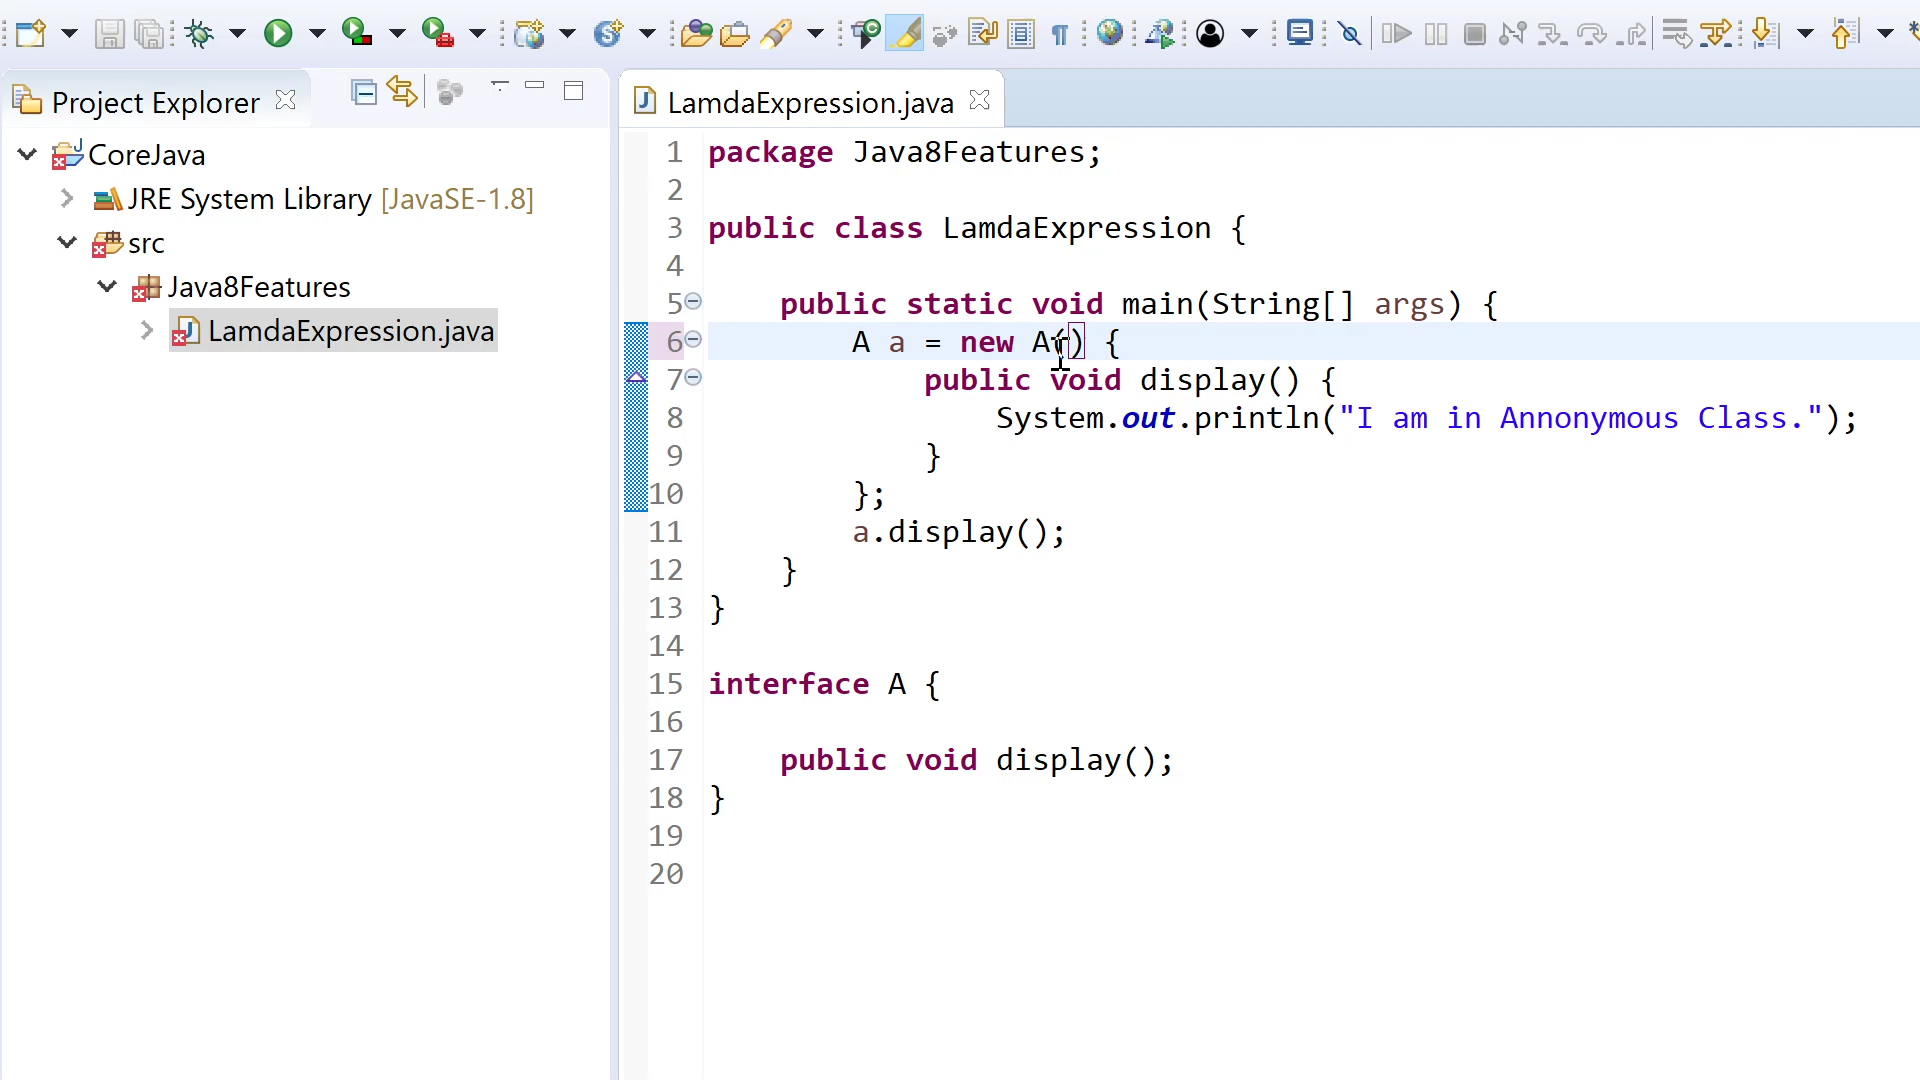 Project Explorer
CoreJava
JRE System Library [JavaSE-1.8]
src
Java8Features
LamdaExpression.java
LamdaExpression.java
1 package Java8Features;
2
3 public class LamdaExpression {
4
5 public static void main(String[] args) {
6 A a = new A() {
7 public void display() {
8 System.out.println("I am in Annonymous Class.");
9 }
10 };
11 a.display();
12 }
13 }
14
15 interface A {
16
17 public void display();
18 }
19
20